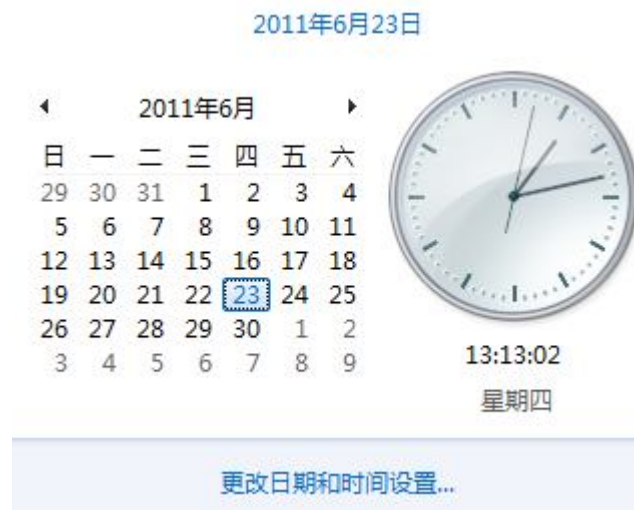 2011年6月23日
2011年6月
日 一 二 三 四 五 六
29 30 31 1 2 3 4
5 6 7 8 9 10 11
12 13 14 15 16 17 18
19 20 21 22 23 24 25
26 27 28 29 30 1 2
3 4 5 6 7 8 9
13:13:02
星期四
更改日期和时间设置...